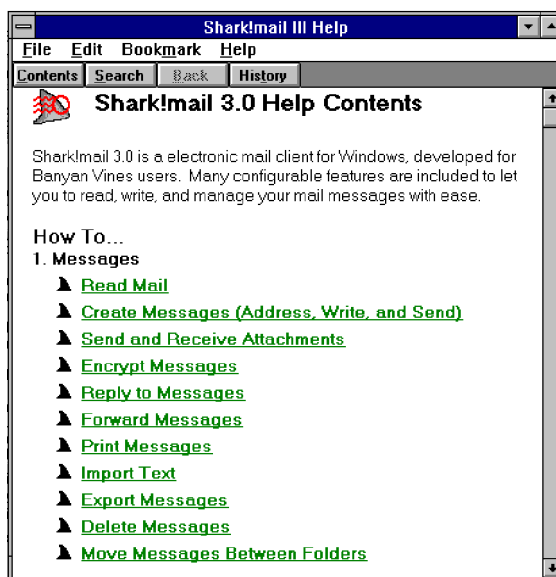 Shark!mail III Help
File Edit Bookmark Help
Contents Search Back History
Shark!mail 3.0 Help Contents
Shark!mail 3.0 is a electronic mail client for Windows, developed for
Banyan Vines users. Many configurable features are included to let
you to read, write, and manage your mail messages with ease.
How To...
1. Messages
Read Mail
Create Messages (Address, Write, and Send)
Send and Receive Attachments
Encrypt Messages
Reply to Messages
Forward Messages
Print Messages
Import Text
Export Messages
Delete Messages
Move Messages Between Folders